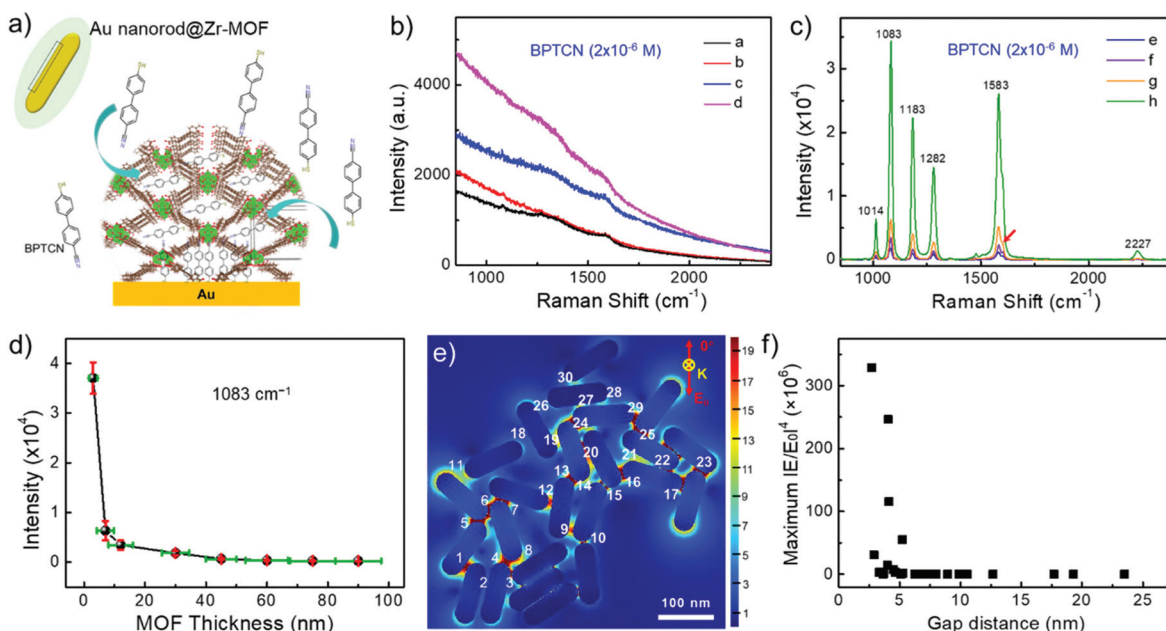 a)
Au nanorod@Zr-MOF
SH
SH
N
SH
N
N
N
SH
SH
BPTCN
N
Au
b)
BPTCN (2x10⁻⁶ M)
a
b
c
d
Intensity (a.u.)
4000
2000
0
1000 1500 2000
Raman Shift (cm⁻¹)
c)
BPTCN (2x10⁻⁶ M)
e
f
g
h
1083
1583
1183
1282
1014
2227
Intensity (x10⁴)
3
2
1
0
1000 1500 2000
Raman Shift (cm⁻¹)
d)
1083 cm⁻¹
Intensity (x10⁴)
4
3
2
1
0
0 20 40 60 80 100
MOF Thickness (nm)
e)
0°
K
30
28
27
26
29
24
25
19
18
20
21
22
23
11
13
14
16
15
17
6
12
7
5
9
10
1
4
8
2
3
100 nm
19
17
15
13
11
9
7
5
3
1
f)
Maximum |E/E₀|⁴ (×10⁶)
300
200
100
0
0 5 10 15 20 25
Gap distance (nm)